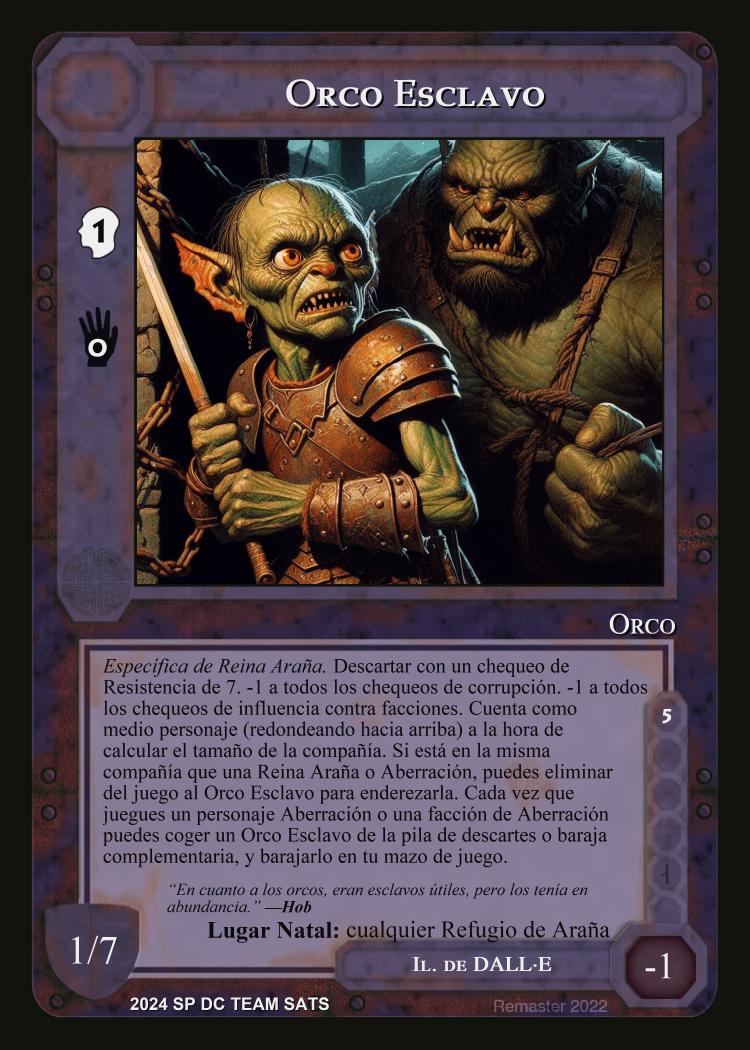 Orco Esclavo
1
0
Orco
Específica de Reina Araña. Descartar con un chequeo de
Resistencia de 7. -1 a todos los chequeos de corrupción. -1 a todos
los chequeos de influencia contra facciones. Cuenta como
medio personaje (redondeando hacia arriba) a la hora de
calcular el tamaño de la compañía. Si está en la misma
compañía que una Reina Araña o Aberración, puedes eliminar
del juego al Orco Esclavo para enderezarla. Cada vez que
juegues un personaje Aberración o una facción de Aberración
puedes coger un Orco Esclavo de la pila de descartes o baraja
complementaria, y barajarlo en tu mazo de juego.
5
“En cuanto a los orcos, eran esclavos útiles, pero los tenía en
abundancia.” —Hob
Lugar Natal: cualquier Refugio de Araña
1/7
Il. de DALL·E
-1
2024 SP DC TEAM SATS
Remaster 2022